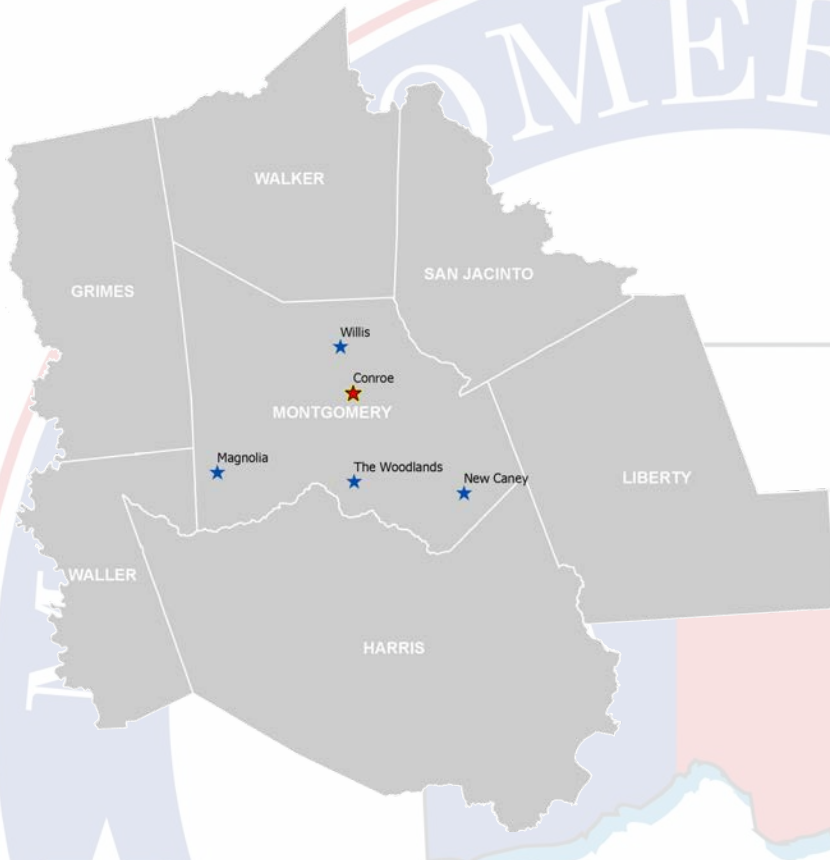 OMER
WALKER
SAN JACINTO
GRIMES
Willis
Conroe
MONTGOMERY
Magnolia
The Woodlands
New Caney
LIBERTY
WALLER
HARRIS